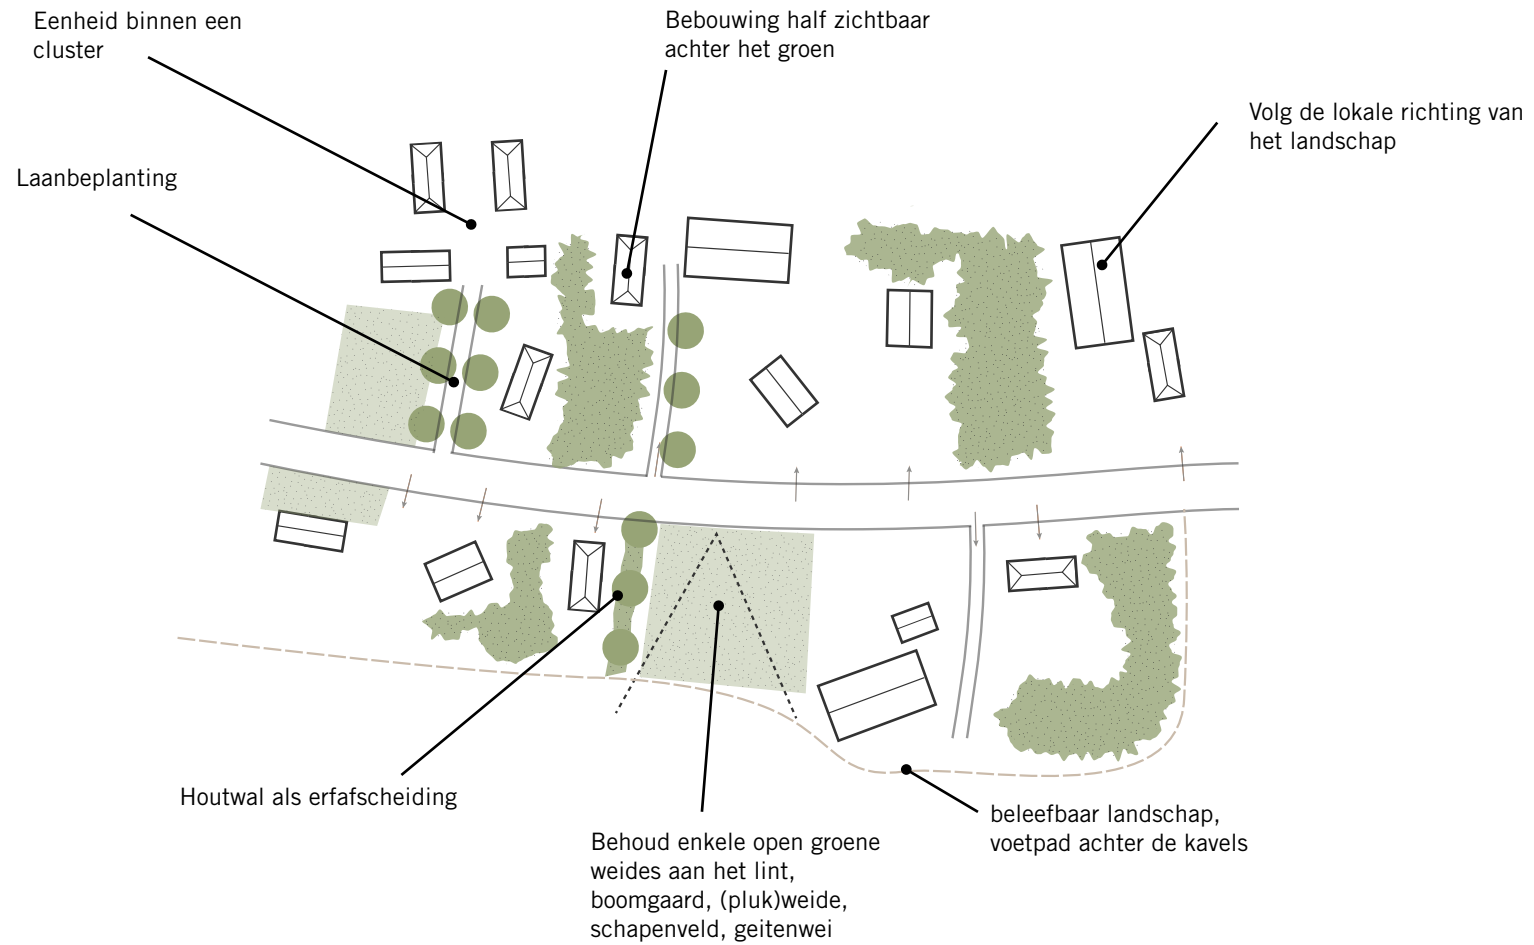 Eenheid binnen een
cluster
Bebouwing half zichtbaar
achter het groen
Volg de lokale richting van
het landschap
Laanbeplanting
Houtwal als erfafscheiding
Behoud enkele open groene
weides aan het lint,
boomgaard, (pluk)weide,
schapenveld, geitenwei
beleefbaar landschap,
voetpad achter de kavels